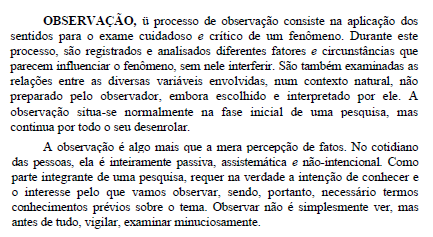 OBSERVAÇÃO, ü processo de observação consiste na aplicação dos
sentidos para o exame cuidadoso e crítico de um fenômeno. Durante este
processo, são registrados e analisados diferentes fatores e circunstâncias que
parecem influenciar o fenômeno, sem nele interferir. São também examinadas as
relações entre as diversas variáveis envolvidas, num contexto natural, não
preparado pelo observador, embora escolhido e interpretado por ele. A
observação situa-se normalmente na fase inicial de uma pesquisa, mas
continua por todo o seu desenrolar.
A observação é algo mais que a mera percepção de fatos. No cotidiano
das pessoas, ela é inteiramente passiva, assistemática e não-intencional. Como
parte integrante de uma pesquisa, requer na verdade a intenção de conhecer e
o interesse pelo que vamos observar, sendo, portanto, necessário termos
conhecimentos prévios sobre o tema. Observar não é simplesmente ver, mas
antes de tudo, vigilar, examinar minuciosamente.